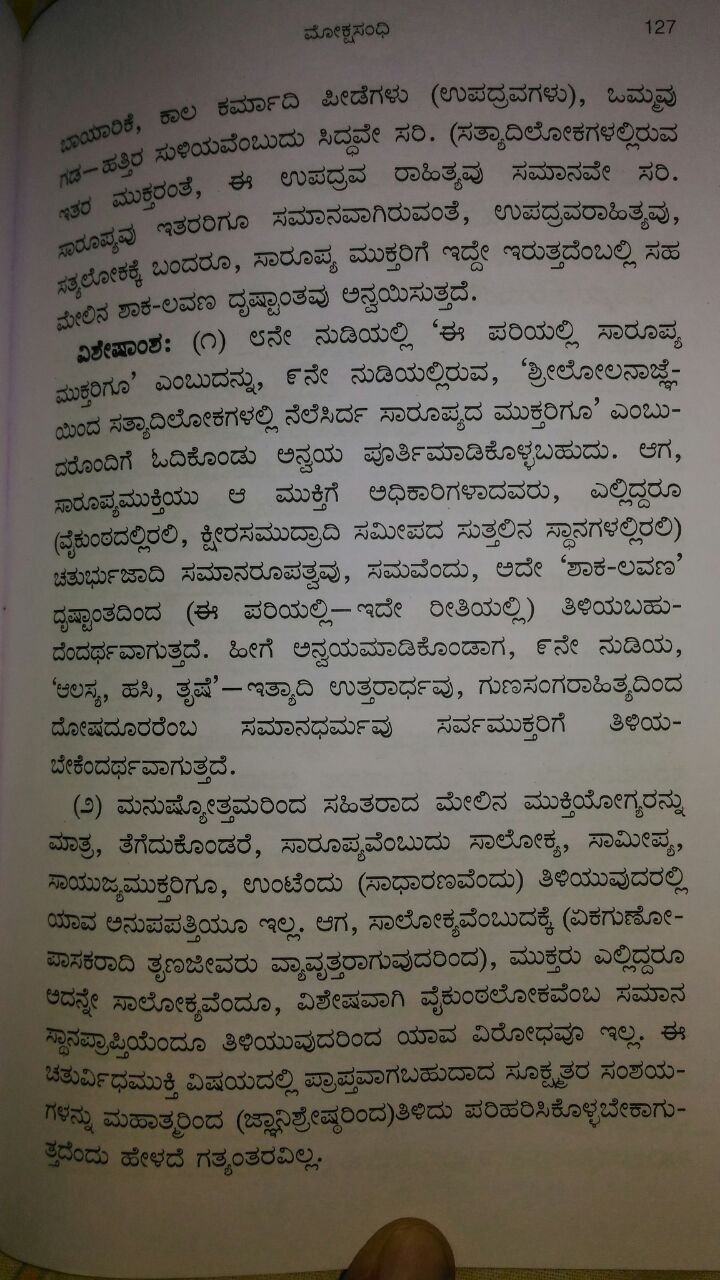 ಮೋಕ್ಷಸಂಧಿ 127
ಬಾಯಾರಿಕೆ, ಕಾಲ ಕರ್ಮಾದಿ ಪೀಡೆಗಳು (ಉಪದ್ರವಗಳು), ಒಮ್ಮವು
ಗಡ—ಹತ್ತಿರ ಸುಳಿಯವೆಂಬುದು ಸಿದ್ಧವೇ ಸರಿ. (ಸತ್ಯಾದಿಲೋಕಗಳಲ್ಲಿರುವ
ಇತರ ಮುಕ್ತರಂತೆ, ಈ ಉಪದ್ರವ ರಾಹಿತ್ಯವು ಸಮಾನವೇ ಸರಿ.
ಸಾರೂಪ್ಯವು ಇತರರಿಗೂ ಸಮಾನವಾಗಿರುವಂತೆ, ಉಪದ್ರವರಾಹಿತ್ಯವು,
ಸತ್ಯಲೋಕಕ್ಕೆ ಬಂದರೂ, ಸಾರೂಪ್ಯ ಮುಕ್ತರಿಗೆ ಇದ್ದೇ ಇರುತ್ತದೆಂಬಲ್ಲಿ ಸಹ
ಮೇಲಿನ ಶಾಕ-ಲವಣ ದೃಷ್ಟಾಂತವು ಅನ್ವಯಿಸುತ್ತದೆ.
ವಿಶೇಷಾಂಶ: (೧) ೮ನೇ ನುಡಿಯಲ್ಲಿ ‘ಈ ಪರಿಯಲ್ಲಿ ಸಾರೂಪ್ಯ
ಮುಕ್ತರಿಗೂ’ ಎಂಬುದನ್ನು, ೯ನೇ ನುಡಿಯಲ್ಲಿರುವ, ‘ಶ್ರೀಲೋಲನಾಜ್ಞೆ-
ಯಿಂದ ಸತ್ಯಾದಿಲೋಕಗಳಲ್ಲಿ ನೆಲೆಸಿರ್ದ ಸಾರೂಪ್ಯದ ಮುಕ್ತರಿಗೂ’ ಎಂಬು-
ದರೊಂದಿಗೆ ಓದಿಕೊಂಡು ಅನ್ವಯ ಪೂರ್ತಿಮಾಡಿಕೊಳ್ಳಬಹುದು. ಆಗ,
ಸಾರೂಪ್ಯಮುಕ್ತಿಯು ಆ ಮುಕ್ತಿಗೆ ಅಧಿಕಾರಿಗಳಾದವರು, ಎಲ್ಲಿದ್ದರೂ
(ವೈಕುಂಠದಲ್ಲಿರಲಿ, ಕ್ಷೀರಸಮುದ್ರಾದಿ ಸಮೀಪದ ಸುತ್ತಲಿನ ಸ್ಥಾನಗಳಲ್ಲಿರಲಿ)
ಚತುರ್ಭುಜಾದಿ ಸಮಾನರೂಪತ್ವವು, ಸಮವೆಂದು, ಅದೇ ‘ಶಾಕ-ಲವಣ’
ದೃಷ್ಟಾಂತದಿಂದ (ಈ ಪರಿಯಲ್ಲಿ—ಇದೇ ರೀತಿಯಲ್ಲಿ) ತಿಳಿಯಬಹು-
ದೆಂದರ್ಥವಾಗುತ್ತದೆ. ಹೀಗೆ ಅನ್ವಯಮಾಡಿಕೊಂಡಾಗ, ೯ನೇ ನುಡಿಯ,
‘ಆಲಸ್ಯ, ಹಸಿ, ತೃಷೆ’—ಇತ್ಯಾದಿ ಉತ್ತರಾರ್ಧವು, ಗುಣಸಂಗರಾಹಿತ್ಯದಿಂದ
ದೋಷದೂರರೆಂಬ ಸಮಾನಧರ್ಮವು ಸರ್ವಮುಕ್ತರಿಗೆ ತಿಳಿಯ-
ಬೇಕೆಂದರ್ಥವಾಗುತ್ತದೆ.
(೨) ಮನುಷ್ಯೋತ್ತಮರಿಂದ ಸಹಿತರಾದ ಮೇಲಿನ ಮುಕ್ತಿಯೋಗ್ಯರನ್ನು
ಮಾತ್ರ, ತೆಗೆದುಕೊಂಡರೆ, ಸಾರೂಪ್ಯವೆಂಬುದು ಸಾಲೋಕ್ಯ, ಸಾಮೀಪ್ಯ,
ಸಾಯುಜ್ಯಮುಕ್ತರಿಗೂ, ಉಂಟೆಂದು (ಸಾಧಾರಣವೆಂದು) ತಿಳಿಯುವುದರಲ್ಲಿ
ಯಾವ ಅನುಪಪತ್ತಿಯೂ ಇಲ್ಲ. ಆಗ, ಸಾಲೋಕ್ಯವೆಂಬುದಕ್ಕೆ (ಏಕಗುಣೋ-
ಪಾಸಕರಾದಿ ತೃಣಜೀವರು ವ್ಯಾವೃತ್ತರಾಗುವುದರಿಂದ), ಮುಕ್ತರು ಎಲ್ಲಿದ್ದರೂ
ಅದನ್ನೇ ಸಾಲೋಕ್ಯವೆಂದೂ, ವಿಶೇಷವಾಗಿ ವೈಕುಂಠಲೋಕವೆಂಬ ಸಮಾನ
ಸ್ಥಾನಪ್ರಾಪ್ತಿಯೆಂದೂ ತಿಳಿಯುವುದರಿಂದ ಯಾವ ವಿರೋಧವೂ ಇಲ್ಲ. ಈ
ಚತುರ್ವಿಧಮುಕ್ತಿ ವಿಷಯದಲ್ಲಿ ಪ್ರಾಪ್ತವಾಗಬಹುದಾದ ಸೂಕ್ಷ್ಮತರ ಸಂಶಯ-
ಗಳನ್ನು ಮಹಾತ್ಮರಿಂದ (ಜ್ಞಾನಿಶ್ರೇಷ್ಠರಿಂದ)ತಿಳಿದು ಪರಿಹರಿಸಿಕೊಳ್ಳಬೇಕಾಗು-
ತ್ತದೆಂದು ಹೇಳದೆ ಗತ್ಯಂತರವಿಲ್ಲ.